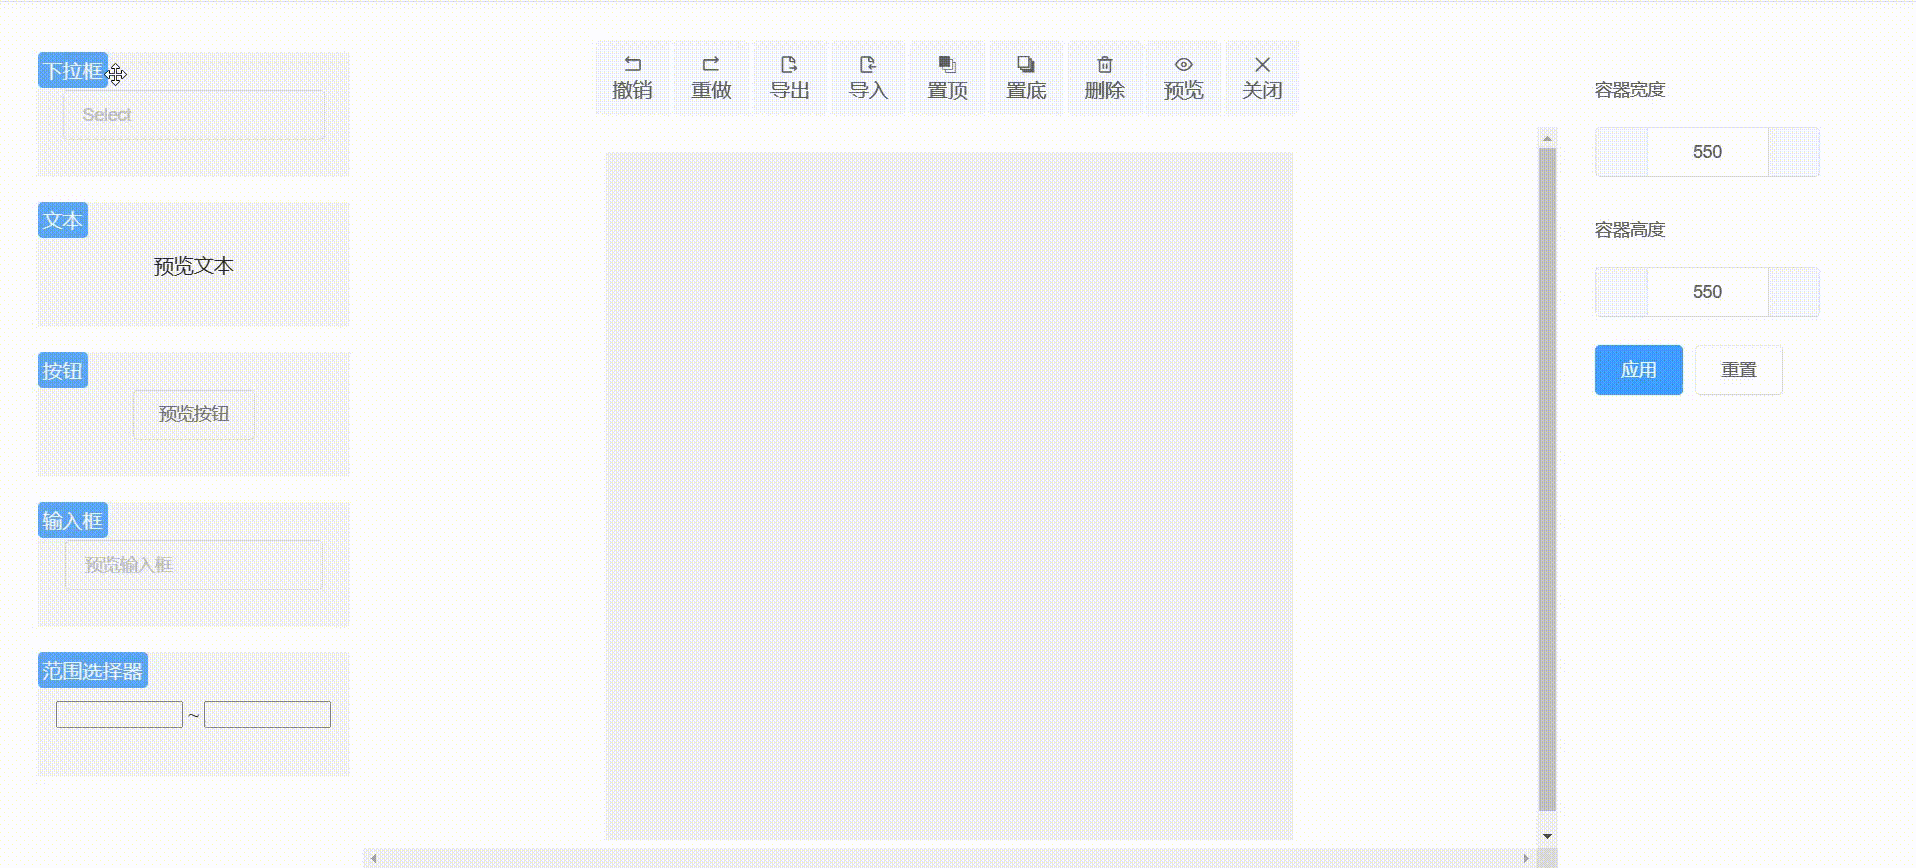 下拉框
Select
文本
预览文本
按钮
预览按钮
输入框
预览输入框
范围选择器
~
撤销 重做 导出 导入 置顶 置底 删除 预览 关闭
容器宽度
550
容器高度
550
应用 重置